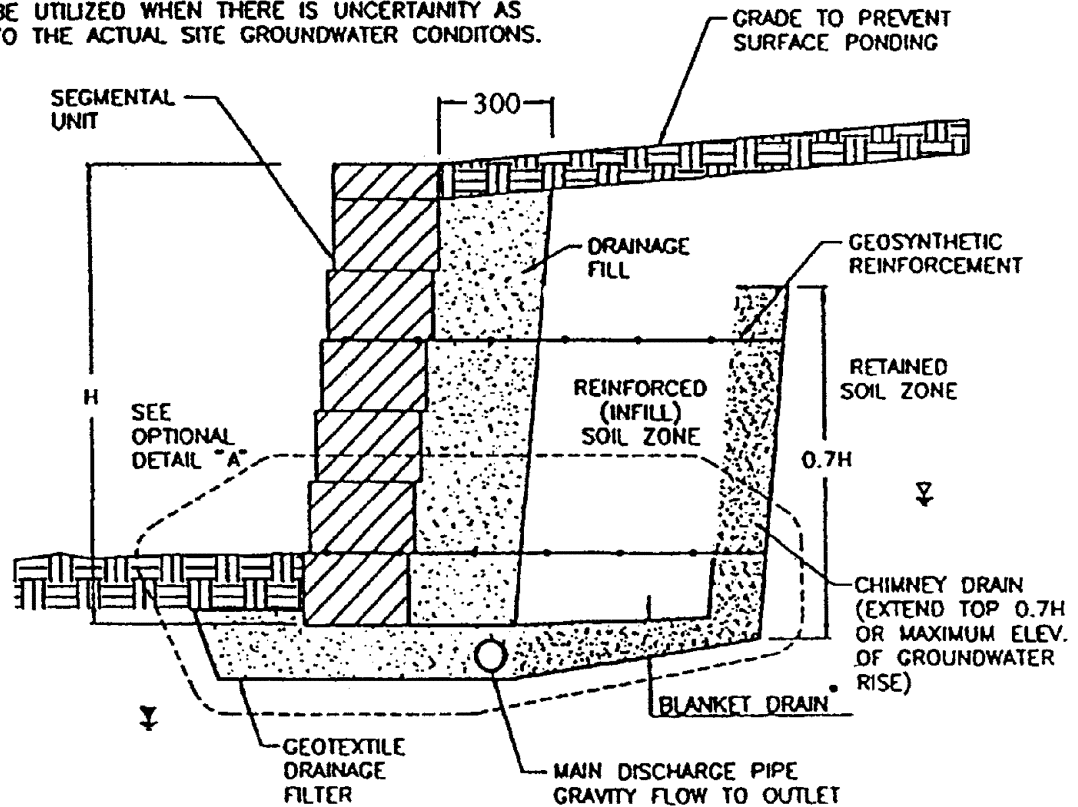 BE UTILIZED WHEN THERE IS UNCERTAINITY AS
TO THE ACTUAL SITE GROUNDWATER CONDITONS.
GRADE TO PREVENT
SURFACE PONDING
SEGMENTAL
UNIT
300
DRAINAGE
FILL
GEOSYNTHETIC
REINFORCEMENT
H
SEE
OPTIONAL
DETAIL "A"
REINFORCED
(INFILL)
SOIL ZONE
RETAINED
SOIL ZONE
0.7H
CHIMNEY DRAIN
(EXTEND TOP 0.7H
OR MAXIMUM ELEV.
OF GROUNDWATER
RISE)
BLANKET DRAIN*
GEOTEXTILE
DRAINAGE
FILTER
MAIN DISCHARGE PIPE
GRAVITY FLOW TO OUTLET